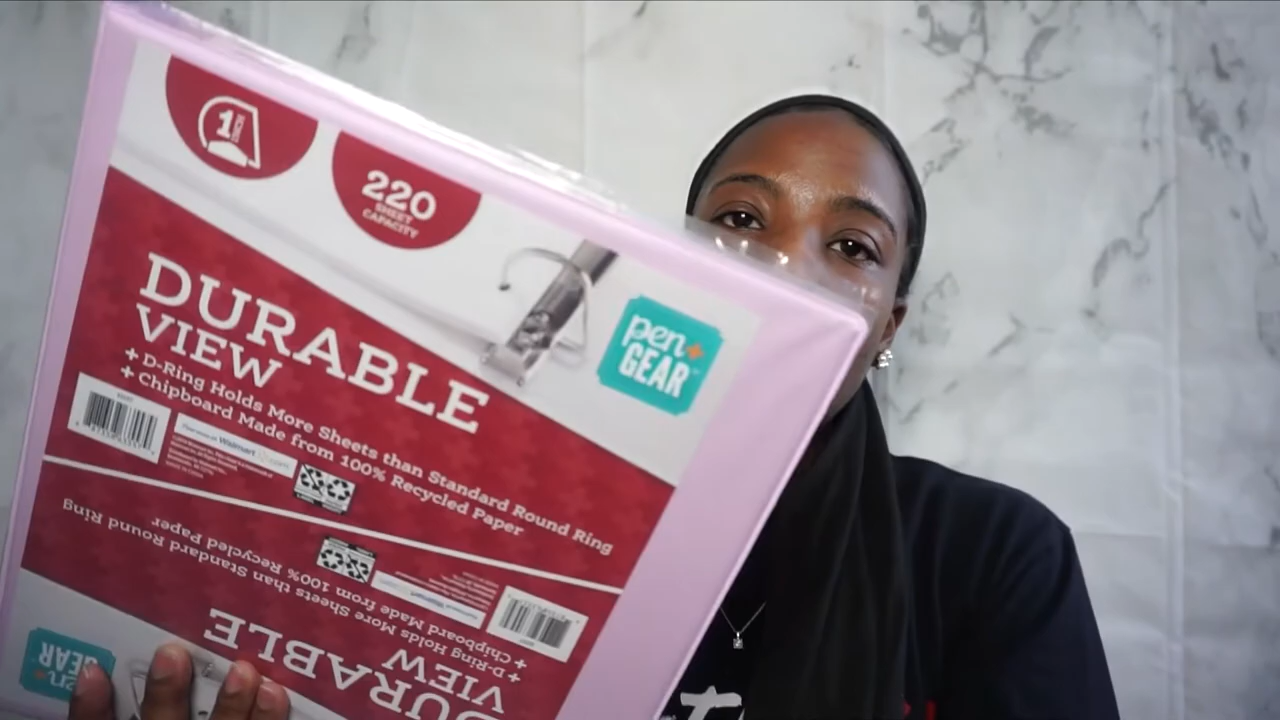 1
220
SHEET
CAPACITY
pen+
GEAR
DURABLE
VIEW
+ D-Ring Holds More Sheets than Standard Round Ring
+ Chipboard Made from 100% Recycled Paper
Walmart .com
Walmart
+ Chipboard Made from 100% Recycled Paper
+ D-Ring Holds More Sheets than Standard Round Ring
VIEW
DURABLE
pen+
GEAR